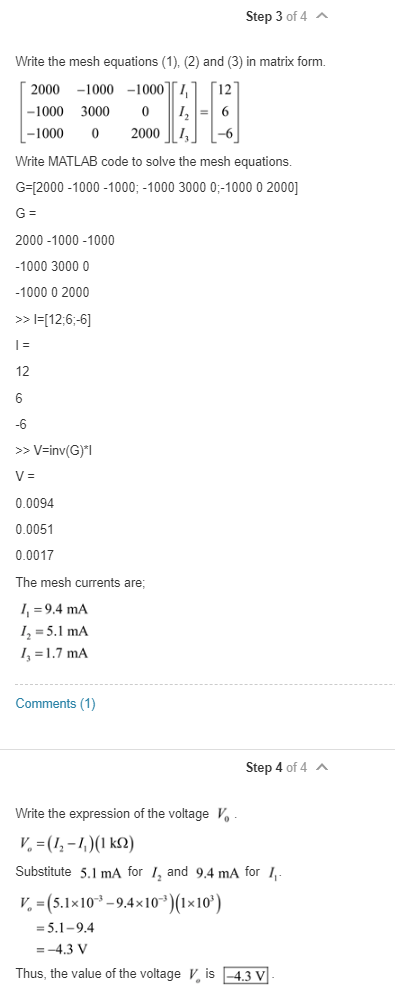 Step 3 of 4
Write the mesh equations (1), (2) and (3) in matrix form.
[2000 -1000 -1000] [I₁] [12]
[-1000 3000 0] [I₂] = [6]
[-1000 0 2000] [I₃] [-6]
Write MATLAB code to solve the mesh equations.
G=[2000 -1000 -1000; -1000 3000 0;-1000 0 2000]
G =
2000 -1000 -1000
-1000 3000 0
-1000 0 2000
>> I=[12;6;-6]
I =
12
6
-6
>> V=inv(G)*I
V =
0.0094
0.0051
0.0017
The mesh currents are;
I₁ = 9.4 mA
I₂ = 5.1 mA
I₃ = 1.7 mA
Comments (1)
Step 4 of 4
Write the expression of the voltage Vₒ .
Vₒ = (I₂ − I₁)(1 kΩ)
Substitute 5.1 mA for I₂ and 9.4 mA for I₁.
Vₒ = (5.1×10⁻³ − 9.4×10⁻³)(1×10³)
= 5.1−9.4
= −4.3 V
Thus, the value of the voltage Vₒ is −4.3 V .